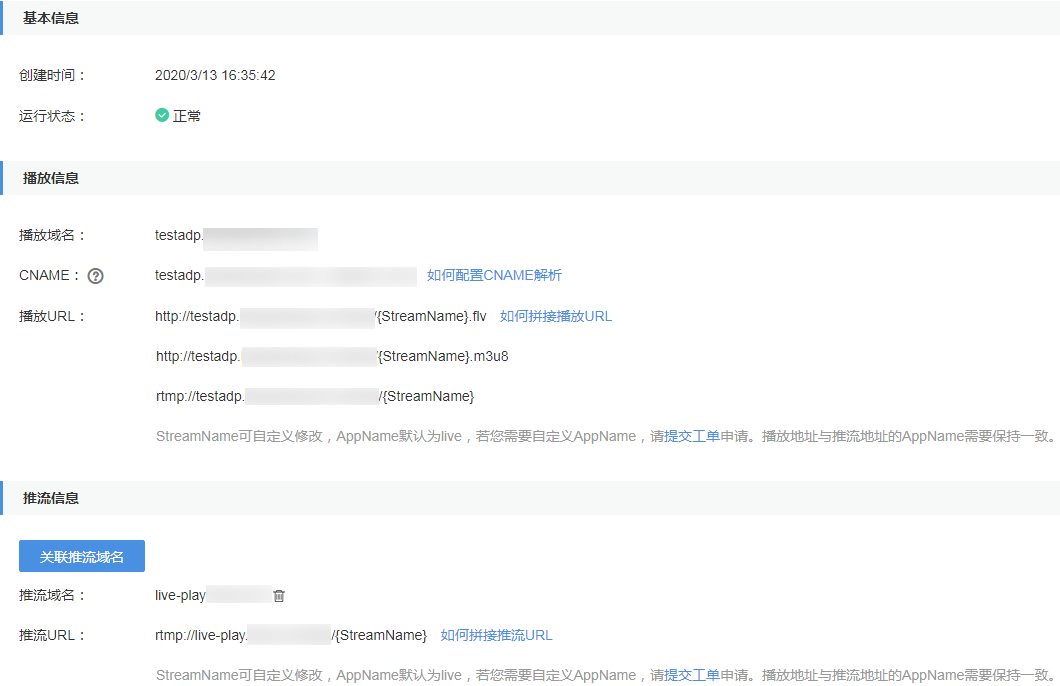 基本信息
创建时间： 2020/3/13 16:35:42
运行状态： 正常
播放信息
播放域名： testadp.
CNAME： ? testadp. 如何配置CNAME解析
播放URL： http://testadp. /{StreamName}.flv 如何拼接播放URL
http://testadp. /{StreamName}.m3u8
rtmp://testadp. /{StreamName}
StreamName可自定义修改，AppName默认为live，若您需要自定义AppName，请提交工单申请。播放地址与推流地址的AppName需要保持一致。
推流信息
关联推流域名
推流域名： live-play
推流URL： rtmp://live-play. /{StreamName} 如何拼接推流URL
StreamName可自定义修改，AppName默认为live，若您需要自定义AppName，请提交工单申请。播放地址与推流地址的AppName需要保持一致。